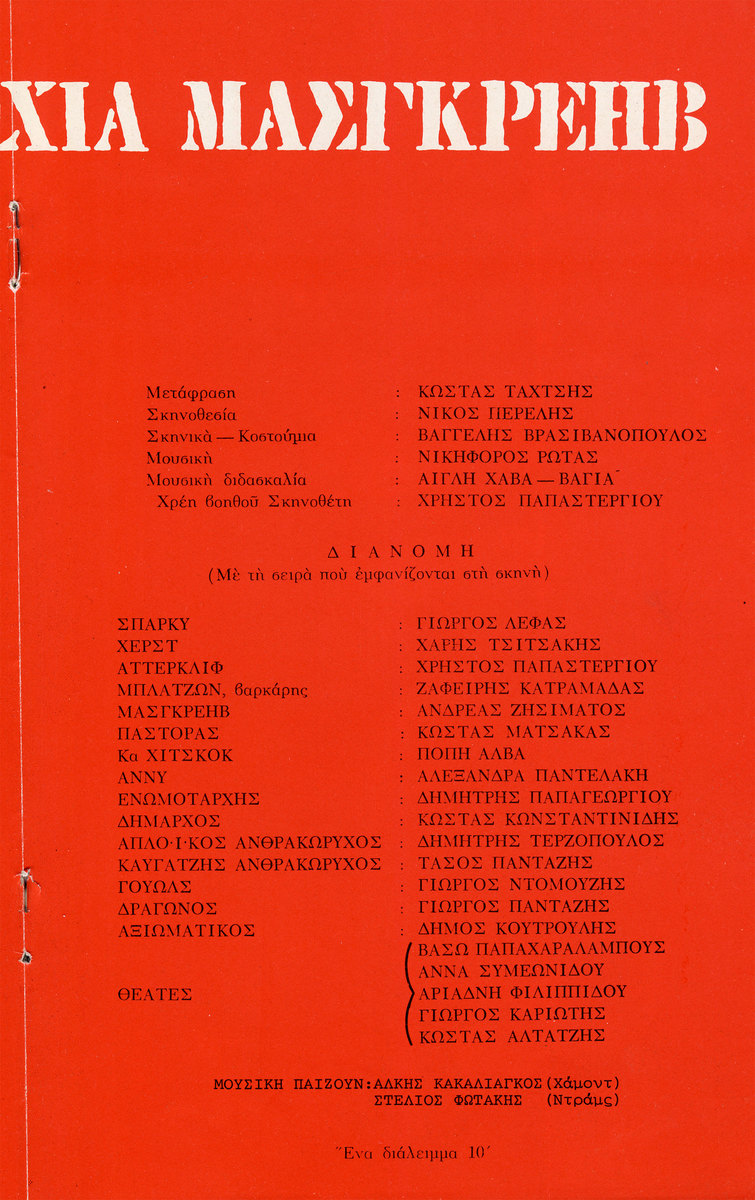 ΧΙΑ ΜΑΣΓΚΡΕΗΒ
Μετάφραση : ΚΩΣΤΑΣ ΤΑΧΤΣΗΣ
Σκηνοθεσία : ΝΙΚΟΣ ΠΕΡΕΛΗΣ
Σκηνικὰ — Κοστούμια : ΒΑΓΓΕΛΗΣ ΒΡΑΣΙΒΑΝΟΠΟΥΛΟΣ
Μουσικὴ : ΝΙΚΗΦΟΡΟΣ ΡΩΤΑΣ
Μουσικὴ διδασκαλία : ΑΙΓΛΗ ΧΑΒΑ — ΒΑΓΙΑ
Χρέη βοηθοῦ Σκηνοθέτη : ΧΡΗΣΤΟΣ ΠΑΠΑΣΤΕΡΓΙΟΥ
ΔΙΑΝΟΜΗ
(Μὲ τὴ σειρὰ ποὺ ἐμφανίζονται στὴ σκηνὴ)
ΣΠΑΡΚΥ : ΓΙΩΡΓΟΣ ΛΕΦΑΣ
ΧΕΡΣΤ : ΧΑΡΗΣ ΤΣΙΤΣΑΚΗΣ
ΑΤΤΕΡΚΛΙΦ : ΧΡΗΣΤΟΣ ΠΑΠΑΣΤΕΡΓΙΟΥ
ΜΠΛΑΤΖΩΝ, βαρκάρης : ΖΑΦΕΙΡΗΣ ΚΑΤΡΑΜΑΔΑΣ
ΜΑΣΓΚΡΕΗΒ : ΑΝΔΡΕΑΣ ΖΗΣΙΜΑΤΟΣ
ΠΑΣΤΟΡΑΣ : ΚΩΣΤΑΣ ΜΑΤΣΑΚΑΣ
Κα ΧΙΤΣΚΟΚ : ΠΟΠΗ ΑΛΒΑ
ΑΝΝΥ : ΑΛΕΞΑΝΔΡΑ ΠΑΝΤΕΛΑΚΗ
ΕΝΩΜΟΤΑΡΧΗΣ : ΔΗΜΗΤΡΗΣ ΠΑΠΑΓΕΩΡΓΙΟΥ
ΔΗΜΑΡΧΟΣ : ΚΩΣΤΑΣ ΚΩΝΣΤΑΝΤΙΝΙΔΗΣ
ΑΠΛΟ·Ι·ΚΟΣ ΑΝΘΡΑΚΩΡΥΧΟΣ : ΔΗΜΗΤΡΗΣ ΤΕΡΖΟΠΟΥΛΟΣ
ΚΑΥΓΑΤΖΗΣ ΑΝΘΡΑΚΩΡΥΧΟΣ : ΤΑΣΟΣ ΠΑΝΤΑΖΗΣ
ΓΟΥΩΛΣ : ΓΙΩΡΓΟΣ ΝΤΟΜΟΥΖΗΣ
ΔΡΑΓΩΝΟΣ : ΓΙΩΡΓΟΣ ΠΑΝΤΑΖΗΣ
ΑΞΙΩΜΑΤΙΚΟΣ : ΔΗΜΟΣ ΚΟΥΤΡΟΥΛΗΣ
ΒΑΣΩ ΠΑΠΑΧΑΡΑΛΑΜΠΟΥΣ
ΑΝΝΑ ΣΥΜΕΩΝΙΔΟΥ
ΘΕΑΤΕΣ ΑΡΙΑΔΝΗ ΦΙΛΙΠΠΙΔΟΥ
ΓΙΩΡΓΟΣ ΚΑΡΙΩΤΗΣ
ΚΩΣΤΑΣ ΑΛΤΑΤΖΗΣ
ΜΟΥΣΙΚΗ ΠΑΙΖΟΥΝ:ΑΛΚΗΣ ΚΑΚΑΛΙΑΓΚΟΣ (Χάμοντ)
ΣΤΕΛΙΟΣ ΦΩΤΑΚΗΣ (Ντράμς)
Ἕνα διάλειμμα 10΄